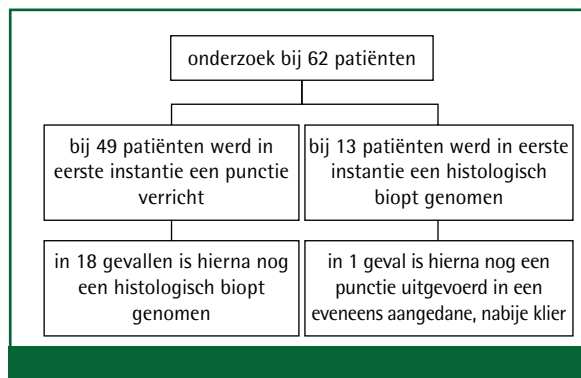 onderzoek bij 62 patiënten
bij 49 patiënten werd in
eerste instantie een punctie
verricht
bij 13 patiënten werd in eerste
instantie een histologisch
biopt genomen
in 18 gevallen is hierna nog
een histologisch biopt
genomen
in 1 geval is hierna nog een
punctie uitgevoerd in een
eveneens aangedane, nabije klier